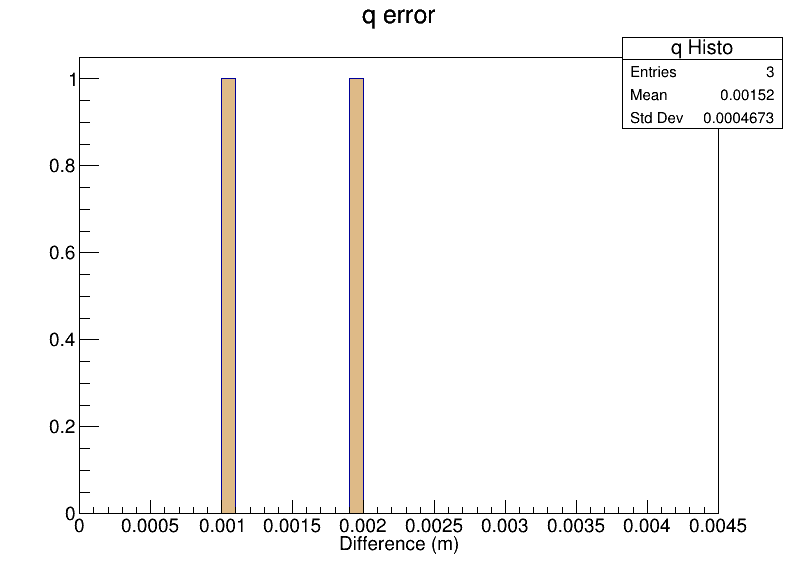 q error
q Histo
Entries 3
Mean 0.00152
Std Dev 0.0004673
1
0.8
0.6
0.4
0.2
0
0 0.0005 0.001 0.0015 0.002 0.0025 0.003 0.0035 0.004 0.0045
Difference (m)